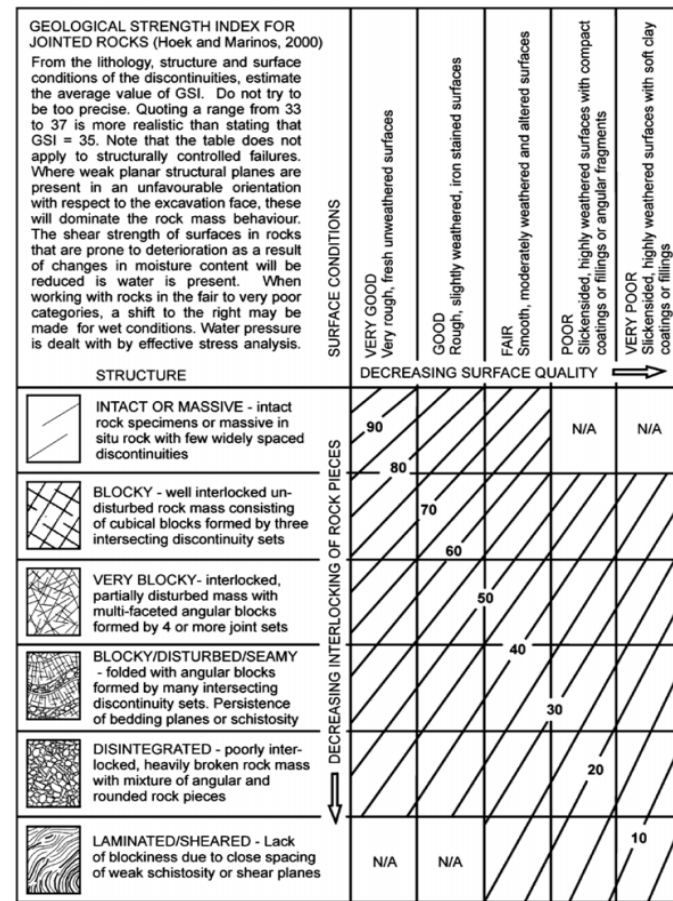 GEOLOGICAL STRENGTH INDEX FOR
JOINTED ROCKS (Hoek and Marinos, 2000)
From the lithology, structure and surface
conditions of the discontinuities, estimate
the average value of GSI. Do not try to
be too precise. Quoting a range from 33
to 37 is more realistic than stating that
GSI = 35. Note that the table does not
apply to structurally controlled failures.
Where weak planar structural planes are
present in an unfavourable orientation
with respect to the excavation face, these
will dominate the rock mass behaviour.
The shear strength of surfaces in rocks
that are prone to deterioration as a result
of changes in moisture content will be
reduced is water is present. When
working with rocks in the fair to very poor
categories, a shift to the right may be
made for wet conditions. Water pressure
is dealt with by effective stress analysis.
STRUCTURE
SURFACE CONDITIONS
VERY GOOD
Very rough, fresh unweathered surfaces
GOOD
Rough, slightly weathered, iron stained surfaces
FAIR
Smooth, moderately weathered and altered surfaces
POOR
Slickensided, highly weathered surfaces with compact
coatings or fillings or angular fragments
VERY POOR
Slickensided, highly weathered surfaces with soft clay
coatings or fillings
DECREASING SURFACE QUALITY
DECREASING INTERLOCKING OF ROCK PIECES
INTACT OR MASSIVE - intact
rock specimens or massive in
situ rock with few widely spaced
discontinuities
90
N/A
N/A
80
BLOCKY - well interlocked un-
disturbed rock mass consisting
of cubical blocks formed by three
intersecting discontinuity sets
70
60
VERY BLOCKY- interlocked,
partially disturbed mass with
multi-faceted angular blocks
formed by 4 or more joint sets
50
40
BLOCKY/DISTURBED/SEAMY
- folded with angular blocks
formed by many intersecting
discontinuity sets. Persistence
of bedding planes or schistosity
30
DISINTEGRATED - poorly inter-
locked, heavily broken rock mass
with mixture of angular and
rounded rock pieces
20
LAMINATED/SHEARED - Lack
of blockiness due to close spacing
of weak schistosity or shear planes
N/A
N/A
10